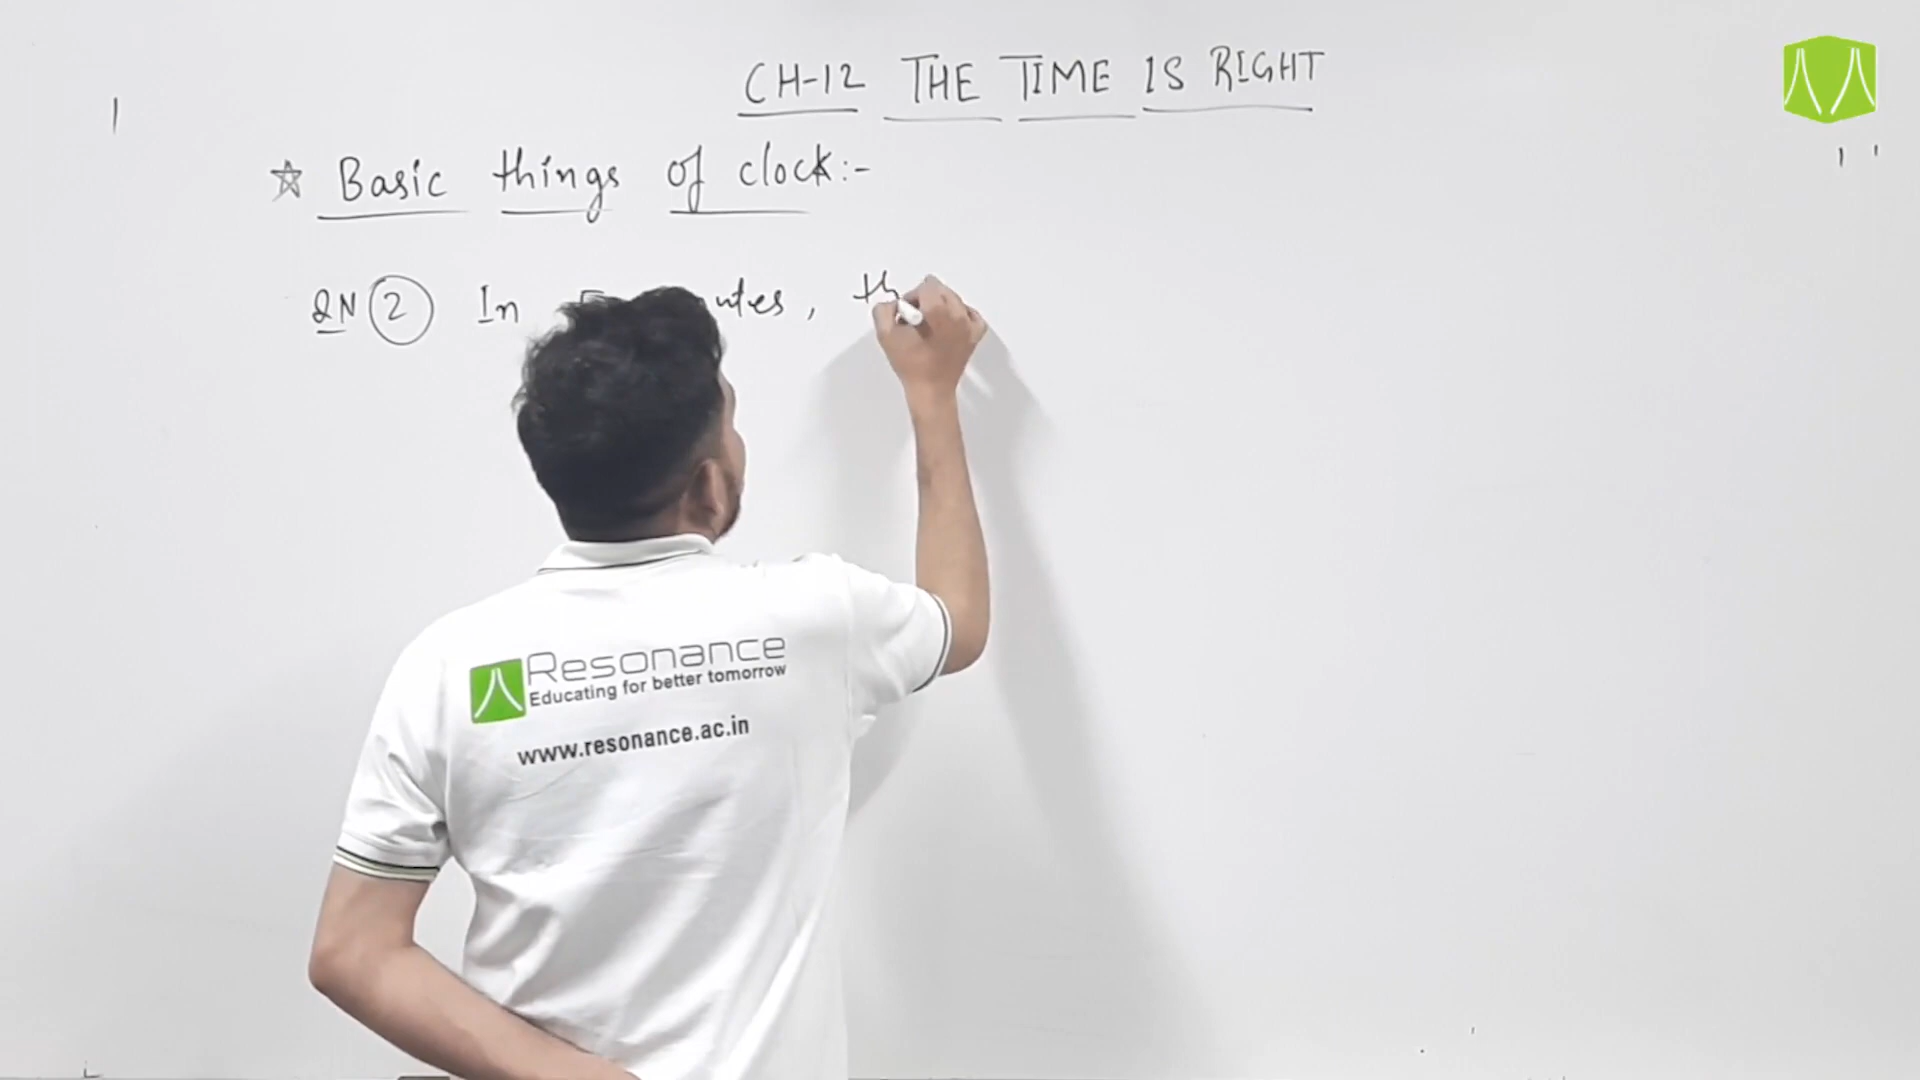 CH-12 THE TIME IS RIGHT
☆ Basic things of clock:-
QN ② In utes, th
Resonance
Educating for better tomorrow
www.resonance.ac.in